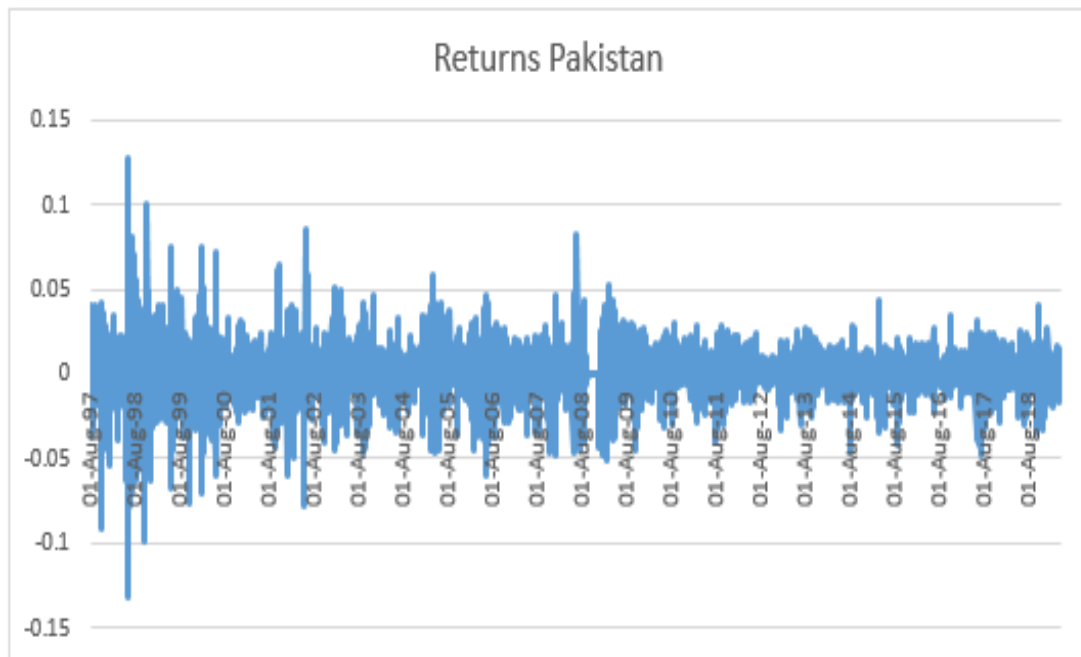 Returns Pakistan
0.15
0.1
0.05
0
-0.05
-0.1
-0.15
01-Aug-97
01-Aug-98
01-Aug-99
01-Aug-00
01-Aug-01
01-Aug-02
01-Aug-03
01-Aug-04
01-Aug-05
01-Aug-06
01-Aug-07
01-Aug-08
01-Aug-09
01-Aug-10
01-Aug-11
01-Aug-12
01-Aug-13
01-Aug-14
01-Aug-15
01-Aug-16
01-Aug-17
01-Aug-18